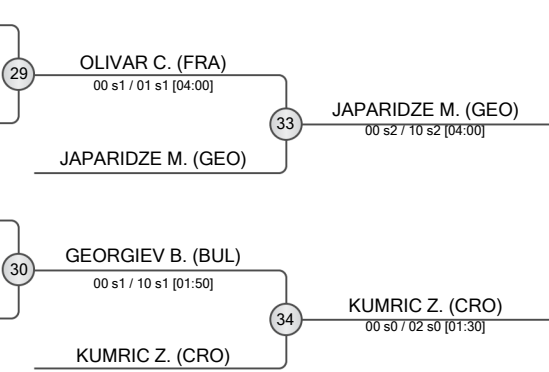 29
OLIVAR C. (FRA)
00 s1 / 01 s1 [04:00]
33
JAPARIDZE M. (GEO)
00 s2 / 10 s2 [04:00]
JAPARIDZE M. (GEO)
30
GEORGIEV B. (BUL)
00 s1 / 10 s1 [01:50]
34
KUMRIC Z. (CRO)
00 s0 / 02 s0 [01:30]
KUMRIC Z. (CRO)